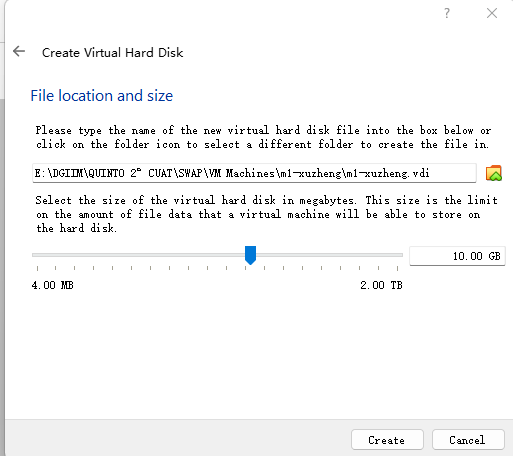 ?
Create Virtual Hard Disk
File location and size
Please type the name of the new virtual hard disk file into the box below or
click on the folder icon to select a different folder to create the file in.
E:\DGIIM\QUINTO 2º CUAT\SWAP\VM Machines\m1-xuzheng\m1-xuzheng.vdi
Select the size of the virtual hard disk in megabytes. This size is the limit
on the amount of file data that a virtual machine will be able to store on
the hard disk.
10.00 GB
4.00 MB 2.00 TB
Create Cancel